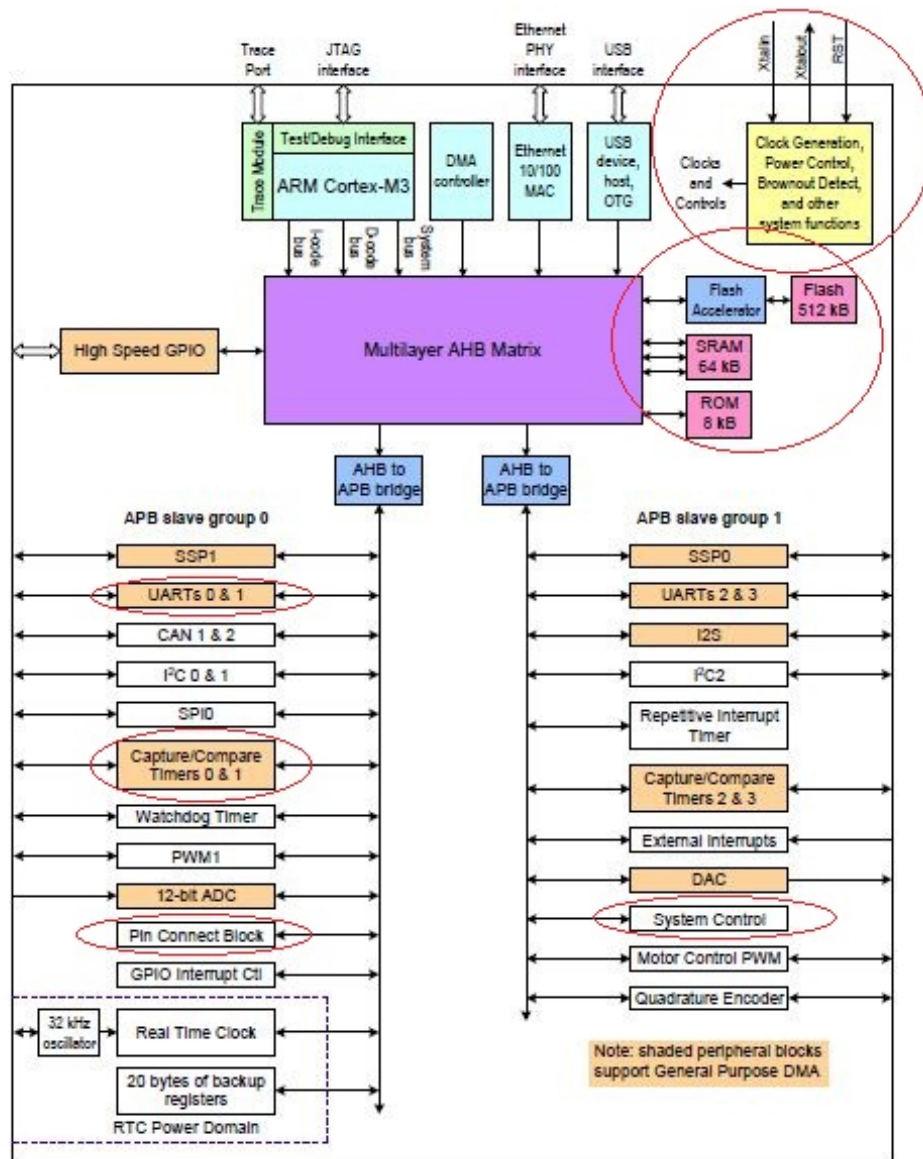 Trace
Port
JTAG
interface
Ethernet
PHY
interface
USB
interface
Xtalin
Xtalout
RST
Trace Module
Test/Debug Interface
ARM Cortex-M3
DMA
controller
Ethernet
10/100
MAC
USB
device,
host,
OTG
Clocks
and
Controls
Clock Generation,
Power Control,
Brownout Detect,
and other
system functions
I-code
bus
D-code
bus
System
bus
High Speed GPIO
Multilayer AHB Matrix
Flash
Accelerator
Flash
512 kB
SRAM
64 kB
ROM
8 kB
AHB to
APB bridge
AHB to
APB bridge
APB slave group 0
SSP1
UARTs 0 & 1
CAN 1 & 2
I²C 0 & 1
SPI0
Capture/Compare
Timers 0 & 1
Watchdog Timer
PWM1
12-bit ADC
Pin Connect Block
GPIO Interrupt Ctl
32 kHz
oscillator
Real Time Clock
20 bytes of backup
registers
RTC Power Domain
APB slave group 1
SSP0
UARTs 2 & 3
I2S
I²C2
Repetitive Interrupt
Timer
Capture/Compare
Timers 2 & 3
External Interrupts
DAC
System Control
Motor Control PWM
Quadrature Encoder
Note: shaded peripheral blocks
support General Purpose DMA